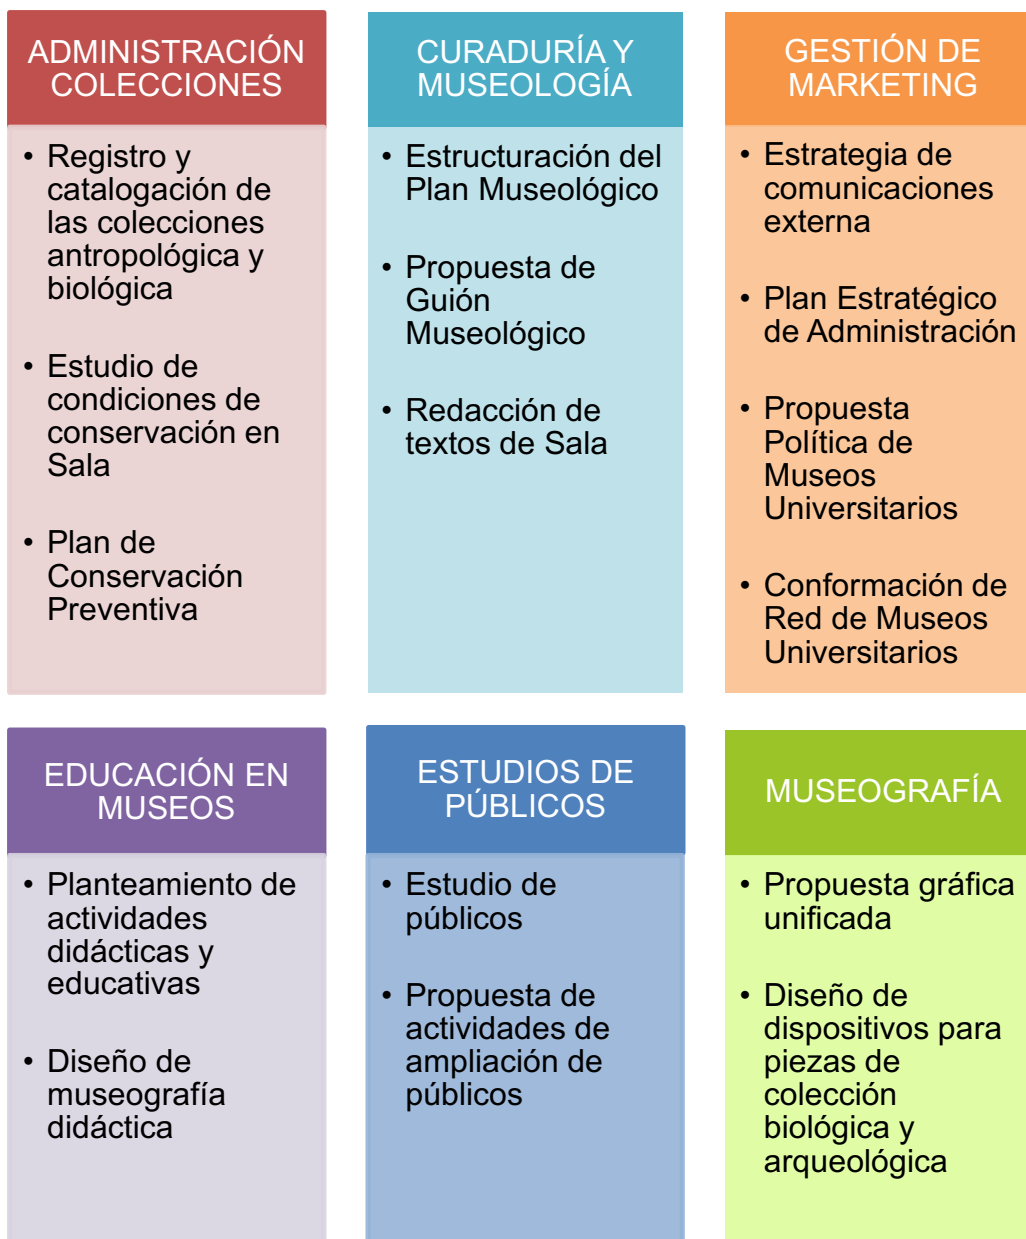 ADMINISTRACIÓN
COLECCIONES
• Registro y
catalogación de
las colecciones
antropológica y
biológica
• Estudio de
condiciones de
conservación en
Sala
• Plan de
Conservación
Preventiva
CURADURÍA Y
MUSEOLOGÍA
• Estructuración del
Plan Museológico
• Propuesta de
Guión
Museológico
• Redacción de
textos de Sala
GESTIÓN DE
MARKETING
• Estrategia de
comunicaciones
externa
• Plan Estratégico
de Administración
• Propuesta
Política de
Museos
Universitarios
• Conformación de
Red de Museos
Universitarios
EDUCACIÓN EN
MUSEOS
• Planteamiento de
actividades
didácticas y
educativas
• Diseño de
museografía
didáctica
ESTUDIOS DE
PÚBLICOS
• Estudio de
públicos
• Propuesta de
actividades de
ampliación de
públicos
MUSEOGRAFÍA
• Propuesta gráfica
unificada
• Diseño de
dispositivos para
piezas de
colección
biológica y
arqueológica